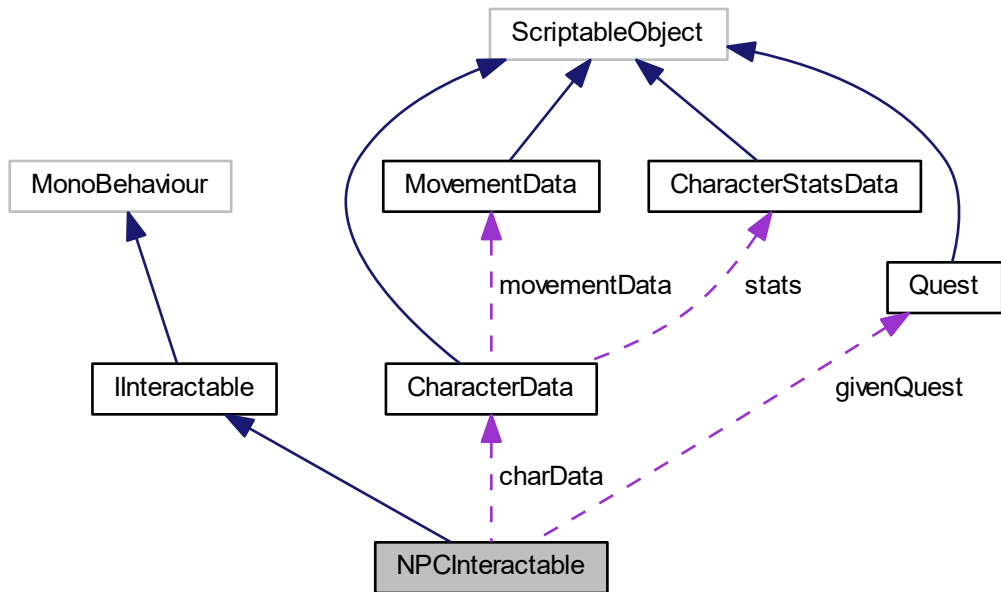 ScriptableObject
MonoBehaviour
MovementData
CharacterStatsData
movementData
stats
Quest
IInteractable
CharacterData
givenQuest
charData
NPCInteractable